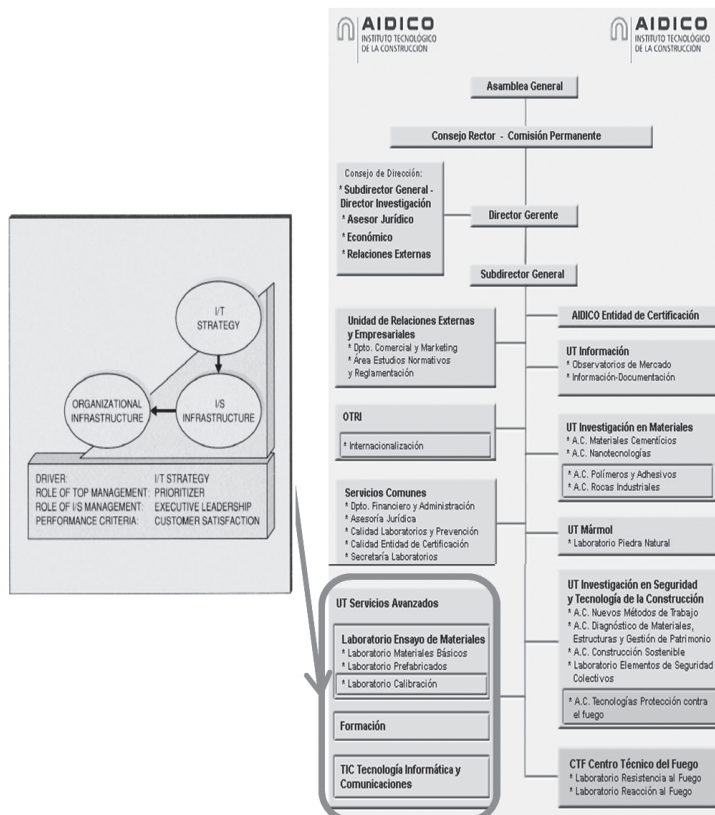 I/T
STRATEGY
ORGANIZATIONAL
INFRASTRUCTURE
I/S
INFRASTRUCTURE
DRIVER: I/T STRATEGY
ROLE OF TOP MANAGEMENT: PRIORITIZER
ROLE OF I/S MANAGEMENT: EXECUTIVE LEADERSHIP
PERFORMANCE CRITERIA: CUSTOMER SATISFACTION
AIDICO
INSTITUTO TECNOLÓGICO
DE LA CONSTRUCCIÓN
AIDICO
INSTITUTO TECNOLÓGICO
DE LA CONSTRUCCIÓN
Asamblea General
Consejo Rector - Comisión Permanente
Consejo de Dirección:
* Subdirector General -
Director Investigación
* Asesor Jurídico
* Económico
* Relaciones Externas
Director Gerente
Subdirector General
Unidad de Relaciones Externas
y Empresariales
* Dpto. Comercial y Marketing
* Área Estudios Normativos
y Reglamentación
OTRI
* Internacionalización
Servicios Comunes
* Dpto. Financiero y Administración
* Asesoría Jurídica
* Calidad Laboratorios y Prevención
* Calidad Entidad de Certificación
* Secretaría Laboratorios
UT Servicios Avanzados
Laboratorio Ensayo de Materiales
* Laboratorio Materiales Básicos
* Laboratorio Prefabricados
* Laboratorio Calibración
Formación
TIC Tecnología Informática y
Comunicaciones
AIDICO Entidad de Certificación
UT Información
* Observatorios de Mercado
* Información-Documentación
UT Investigación en Materiales
* A.C. Materiales Cementicios
* A.C. Nanotecnologías
* A.C. Polímeros y Adhesivos
* A.C. Rocas Industriales
UT Mármol
* Laboratorio Piedra Natural
UT Investigación en Seguridad
y Tecnología de la Construcción
* A.C. Nuevos Métodos de Trabajo
* A.C. Diagnóstico de Materiales,
Estructuras y Gestión de Patrimonio
* A.C. Construcción Sostenible
* Laboratorio Elementos de Seguridad
Colectivos
* A.C. Tecnologías Protección contra
el fuego
CTF Centro Técnico del Fuego
* Laboratorio Resistencia al Fuego
* Laboratorio Reacción al Fuego